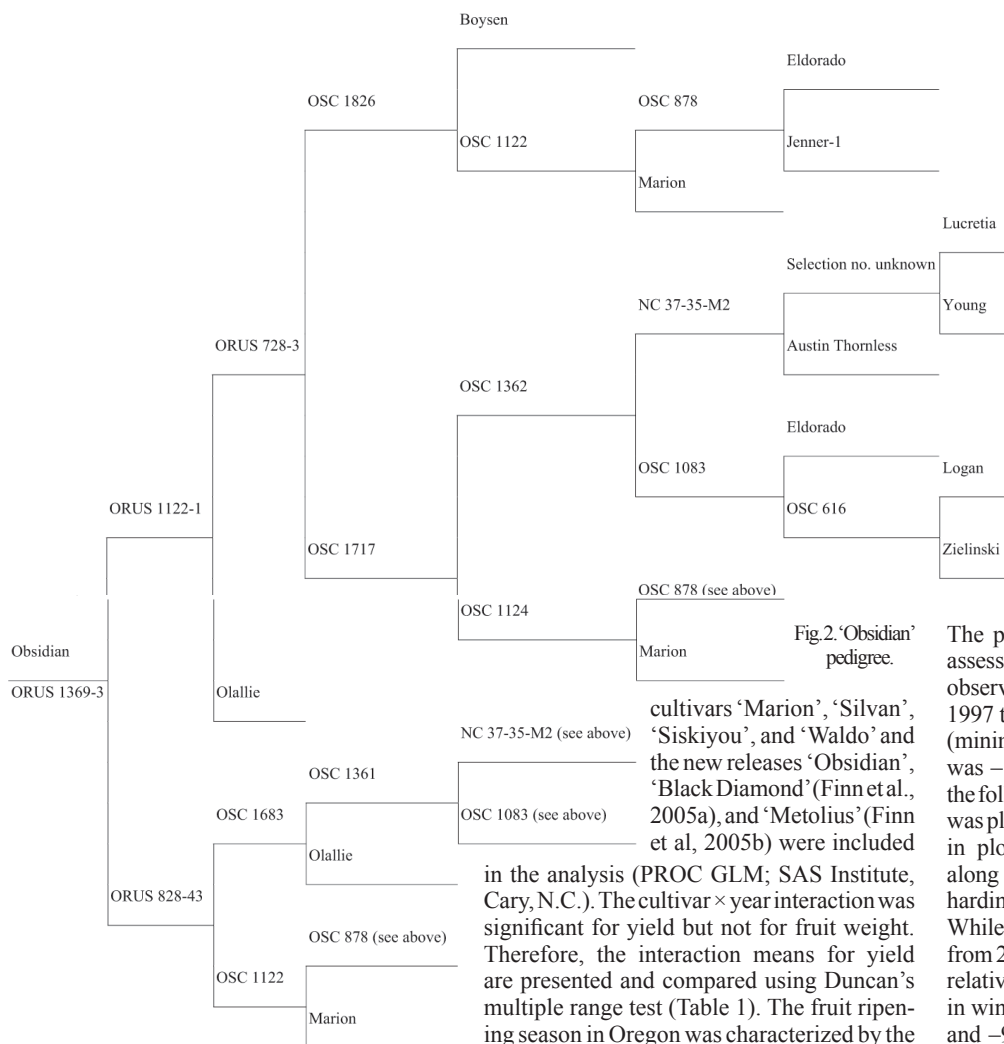 Boysen
Eldorado
OSC 1826
OSC 878
OSC 1122
Jenner-1
Marion
Lucretia
Selection no. unknown
NC 37-35-M2
Young
ORUS 728-3
Austin Thornless
OSC 1362
Eldorado
OSC 1083
Logan
ORUS 1122-1
OSC 616
OSC 1717
Zielinski
OSC 878 (see above)
OSC 1124
Marion
Obsidian
ORUS 1369-3
Olallie
NC 37-35-M2 (see above)
OSC 1361
OSC 1683
OSC 1083 (see above)
Olallie
ORUS 828-43
OSC 878 (see above)
OSC 1122
Marion
Fig. 2. ‘Obsidian’
pedigree.
cultivars ‘Marion’, ‘Silvan’,
‘Siskiyou’, and ‘Waldo’ and
the new releases ‘Obsidian’,
‘Black Diamond’ (Finn et al.,
2005a), and ‘Metolius’ (Finn
et al, 2005b) were included
in the analysis (PROC GLM; SAS Institute,
Cary, N.C.). The cultivar × year interaction was
significant for yield but not for fruit weight.
Therefore, the interaction means for yield
are presented and compared using Duncan’s
multiple range test (Table 1). The fruit ripen-
ing season in Oregon was characterized by the
The p
assess
observ
1997 t
(minin
was –
the fol
was pl
in plo
along
hardin
While
from 2
relativ
in win
and –9